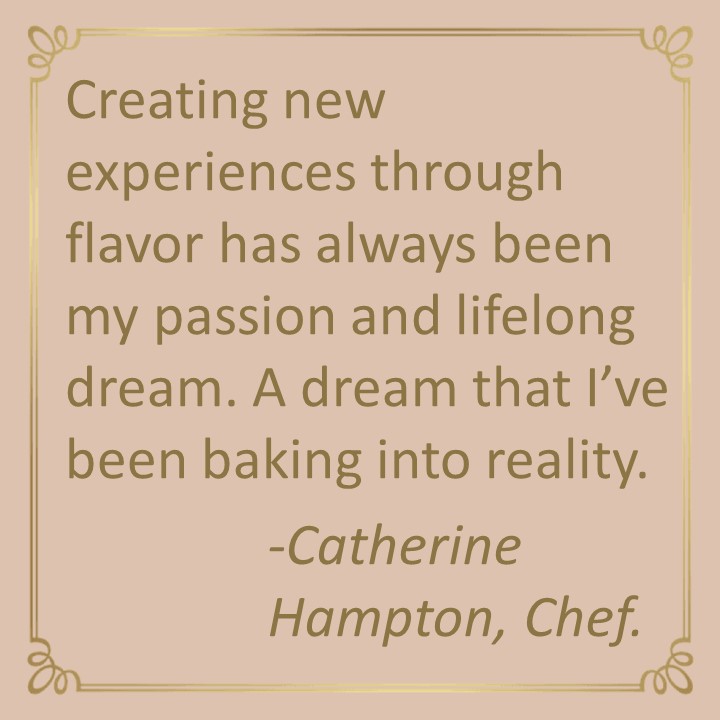 Creating new
experiences through
flavor has always been
my passion and lifelong
dream. A dream that I’ve
been baking into reality.
-Catherine
Hampton, Chef.